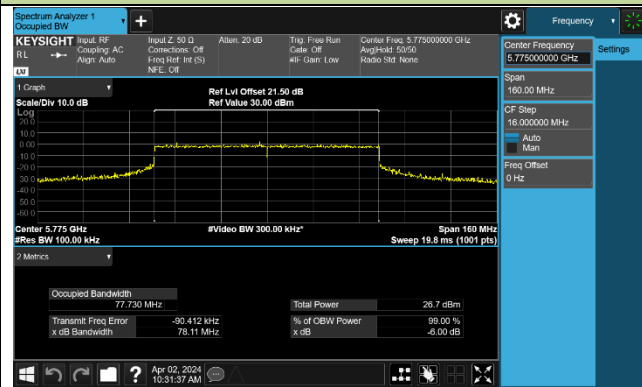 Spectrum Analyzer 1
Occupied BW
Frequency
KEYSIGHT
RL
LXI
Input: RF
Coupling: AC
Align: Auto
Input Z: 50 Ω
Corrections: Off
Freq Ref: Int (S)
NFE: Off
Atten: 20 dB
Trig: Free Run
Gate: Off
#IF Gain: Low
Center Freq: 5.775000000 GHz
Avg|Hold: 50/50
Radio Std: None
Center Frequency
5.775000000 GHz
Settings
Span
160.00 MHz
CF Step
16.000000 MHz
Auto
Man
Freq Offset
0 Hz
1 Graph
Scale/Div 10.0 dB
Ref Lvl Offset 21.50 dB
Ref Value 30.00 dBm
Log
20.0
10.0
0.00
-10.0
-20.0
-30.0
-40.0
-50.0
-60.0
Center 5.775 GHz
#Res BW 100.00 kHz
#Video BW 300.00 kHz*
Span 160 MHz
Sweep 19.8 ms (1001 pts)
2 Metrics
Occupied Bandwidth
77.730 MHz
Total Power
26.7 dBm
Transmit Freq Error
-90.412 kHz
% of OBW Power
99.00 %
x dB Bandwidth
78.11 MHz
x dB
-6.00 dB
?
Apr 02, 2024
10:31:37 AM